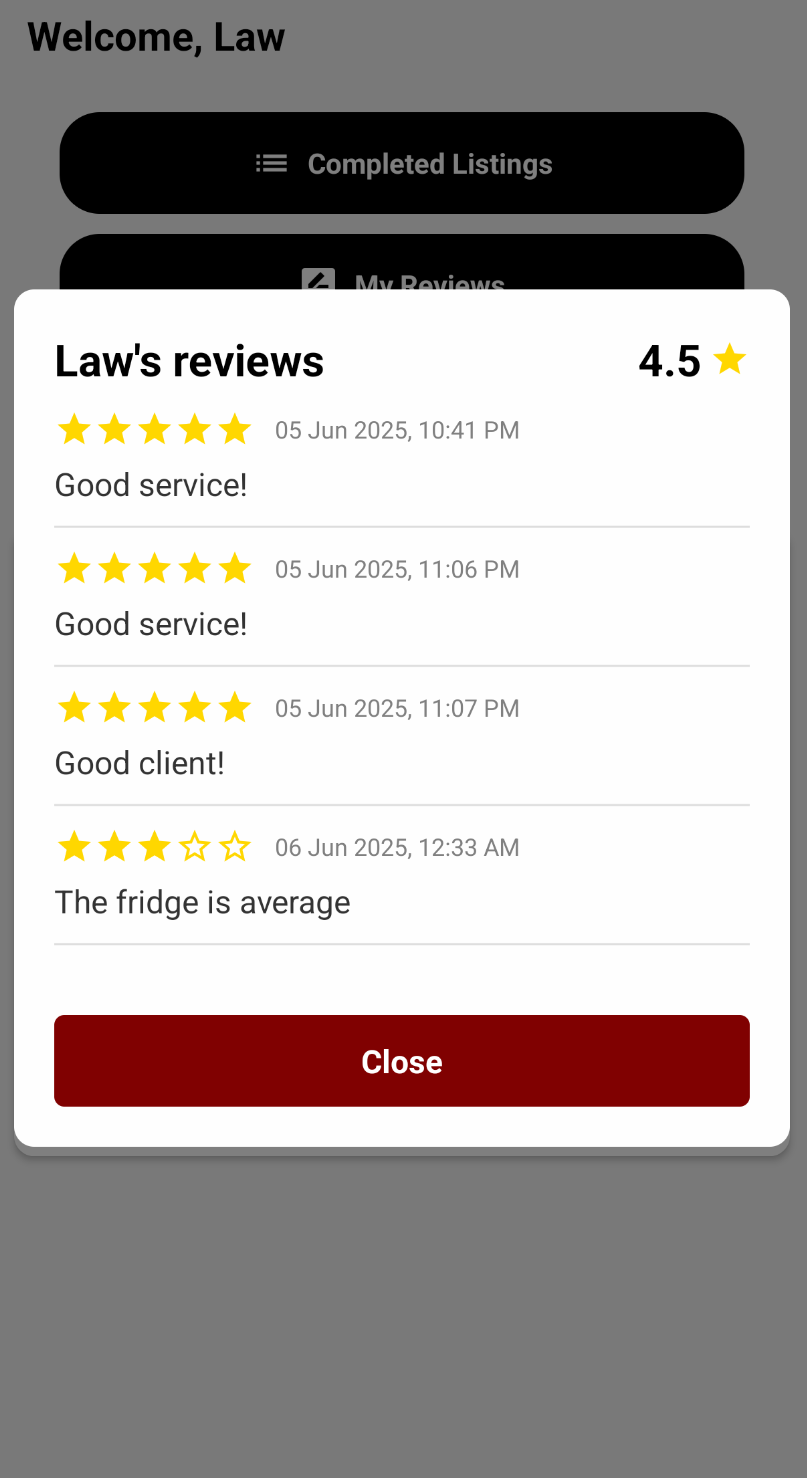 Welcome, Law
Completed Listings
My Reviews
Law's reviews 4.5
05 Jun 2025, 10:41 PM
Good service!
05 Jun 2025, 11:06 PM
Good service!
05 Jun 2025, 11:07 PM
Good client!
06 Jun 2025, 12:33 AM
The fridge is average
Close